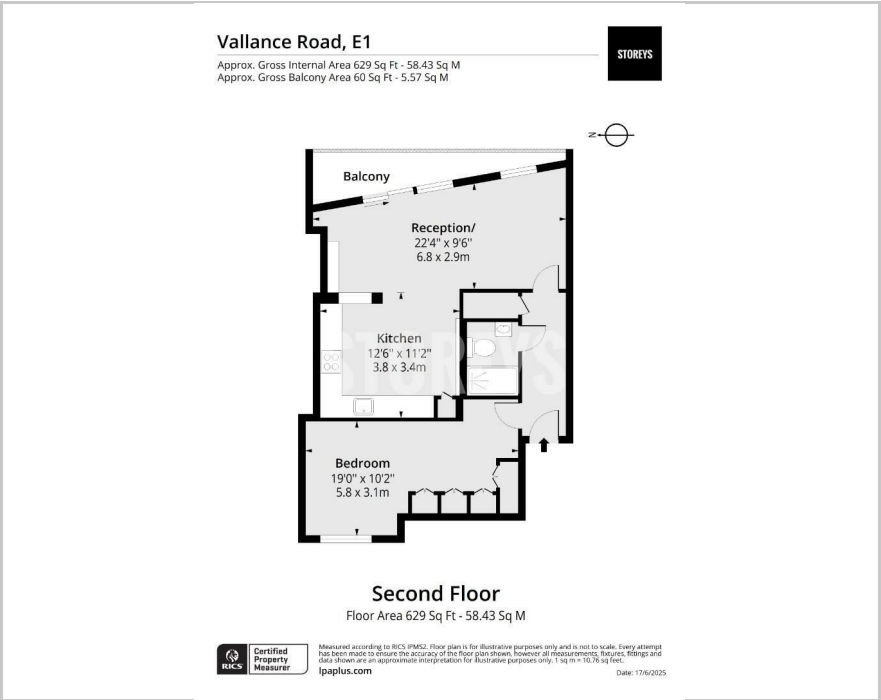 Vallance Road, E1
Approx. Gross Internal Area 629 Sq Ft - 58.43 Sq M
Approx. Gross Balcony Area 60 Sq Ft - 5.57 Sq M
STOREYS
N
Balcony
Reception/
22'4" x 9'6"
6.8 x 2.9m
Kitchen
12'6" x 11'2"
3.8 x 3.4m
STOREYS
Bedroom
19'0" x 10'2"
5.8 x 3.1m
Second Floor
Floor Area 629 Sq Ft - 58.43 Sq M
RICS
Certified
Property
Measurer
Measured according to RICS IPMS2. Floor plan is for illustrative purposes only and is not to scale. Every attempt
has been made to ensure the accuracy of the floor plan shown, however all measurements, fixtures, fittings and
data shown are an approximate interpretation for illustrative purposes only. 1 sq m = 10.76 sq feet.
lpaplus.com
Date: 17/6/2025